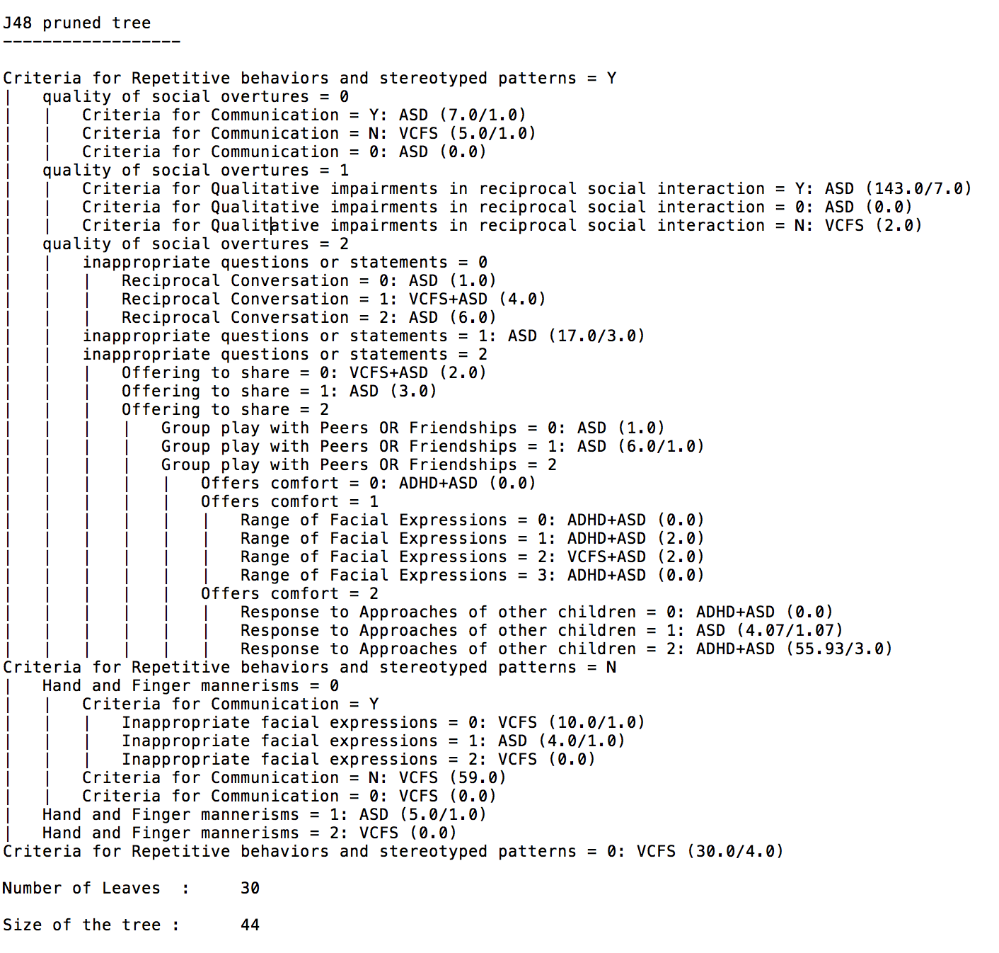 J48 pruned tree
------------------
Criteria for Repetitive behaviors and stereotyped patterns = Y
|   quality of social overtures = 0
|   |   Criteria for Communication = Y: ASD (7.0/1.0)
|   |   Criteria for Communication = N: VCFS (5.0/1.0)
|   |   Criteria for Communication = 0: ASD (0.0)
|   quality of social overtures = 1
|   |   Criteria for Qualitative impairments in reciprocal social interaction = Y: ASD (143.0/7.0)
|   |   Criteria for Qualitative impairments in reciprocal social interaction = 0: ASD (0.0)
|   |   Criteria for Qualitative impairments in reciprocal social interaction = N: VCFS (2.0)
|   quality of social overtures = 2
|   |   inappropriate questions or statements = 0
|   |   |   Reciprocal Conversation = 0: ASD (1.0)
|   |   |   Reciprocal Conversation = 1: VCFS+ASD (4.0)
|   |   |   Reciprocal Conversation = 2: ASD (6.0)
|   |   inappropriate questions or statements = 1: ASD (17.0/3.0)
|   |   inappropriate questions or statements = 2
|   |   |   Offering to share = 0: VCFS+ASD (2.0)
|   |   |   Offering to share = 1: ASD (3.0)
|   |   |   Offering to share = 2
|   |   |   |   Group play with Peers OR Friendships = 0: ASD (1.0)
|   |   |   |   Group play with Peers OR Friendships = 1: ASD (6.0/1.0)
|   |   |   |   Group play with Peers OR Friendships = 2
|   |   |   |   |   Offers comfort = 0: ADHD+ASD (0.0)
|   |   |   |   |   Offers comfort = 1
|   |   |   |   |   |   Range of Facial Expressions = 0: ADHD+ASD (0.0)
|   |   |   |   |   |   Range of Facial Expressions = 1: ADHD+ASD (2.0)
|   |   |   |   |   |   Range of Facial Expressions = 2: VCFS+ASD (2.0)
|   |   |   |   |   |   Range of Facial Expressions = 3: ADHD+ASD (0.0)
|   |   |   |   |   Offers comfort = 2
|   |   |   |   |   |   Response to Approaches of other children = 0: ADHD+ASD (0.0)
|   |   |   |   |   |   Response to Approaches of other children = 1: ASD (4.07/1.07)
|   |   |   |   |   |   Response to Approaches of other children = 2: ADHD+ASD (55.93/3.0)
Criteria for Repetitive behaviors and stereotyped patterns = N
|   Hand and Finger mannerisms = 0
|   |   Criteria for Communication = Y
|   |   |   Inappropriate facial expressions = 0: VCFS (10.0/1.0)
|   |   |   Inappropriate facial expressions = 1: ASD (4.0/1.0)
|   |   |   Inappropriate facial expressions = 2: VCFS (0.0)
|   |   Criteria for Communication = N: VCFS (59.0)
|   |   Criteria for Communication = 0: VCFS (0.0)
|   Hand and Finger mannerisms = 1: ASD (5.0/1.0)
|   Hand and Finger mannerisms = 2: VCFS (0.0)
Criteria for Repetitive behaviors and stereotyped patterns = 0: VCFS (30.0/4.0)
Number of Leaves  :     30
Size of the tree :      44